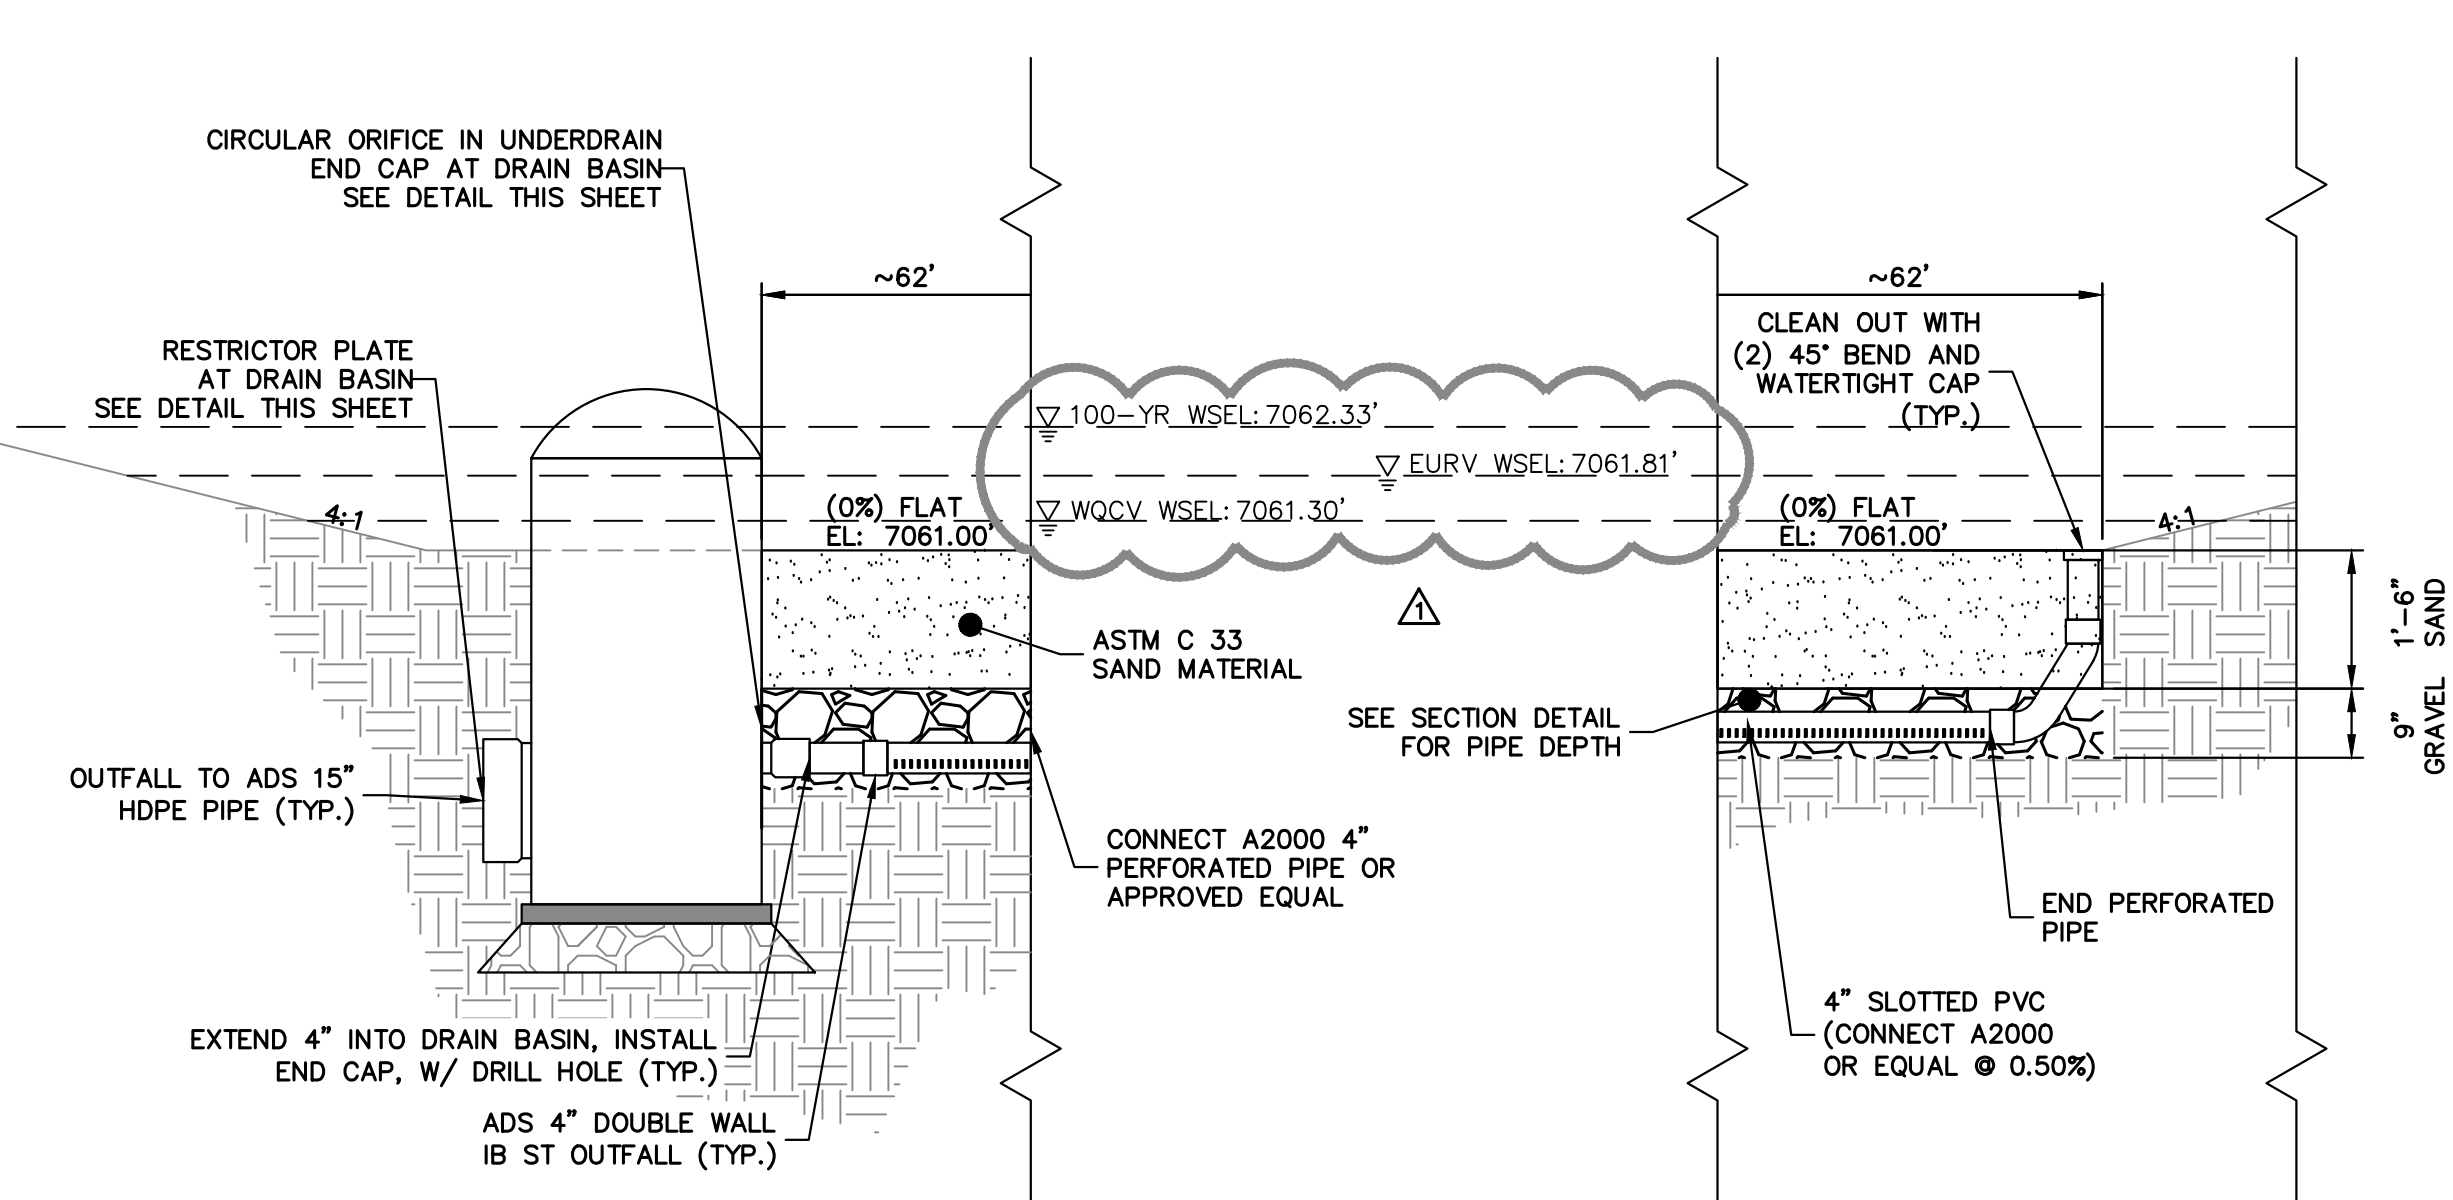 CIRCULAR ORIFICE IN UNDERDRAIN
END CAP AT DRAIN BASIN
SEE DETAIL THIS SHEET
RESTRICTOR PLATE
AT DRAIN BASIN
SEE DETAIL THIS SHEET
~62'
~62'
CLEAN OUT WITH
(2) 45° BEND AND
WATERTIGHT CAP
(TYP.)
100-YR WSEL: 7062.33'
EURV WSEL: 7061.81'
WQCV WSEL: 7061.30'
4:1
(0%) FLAT
EL: 7061.00'
(0%) FLAT
EL: 7061.00'
4:1
1
ASTM C 33
SAND MATERIAL
1'-6"
SAND
9"
GRAVEL
SEE SECTION DETAIL
FOR PIPE DEPTH
OUTFALL TO ADS 15"
HDPE PIPE (TYP.)
CONNECT A2000 4"
PERFORATED PIPE OR
APPROVED EQUAL
END PERFORATED
PIPE
4" SLOTTED PVC
(CONNECT A2000
OR EQUAL @ 0.50%)
EXTEND 4" INTO DRAIN BASIN, INSTALL
END CAP, W/ DRILL HOLE (TYP.)
ADS 4" DOUBLE WALL
IB ST OUTFALL (TYP.)